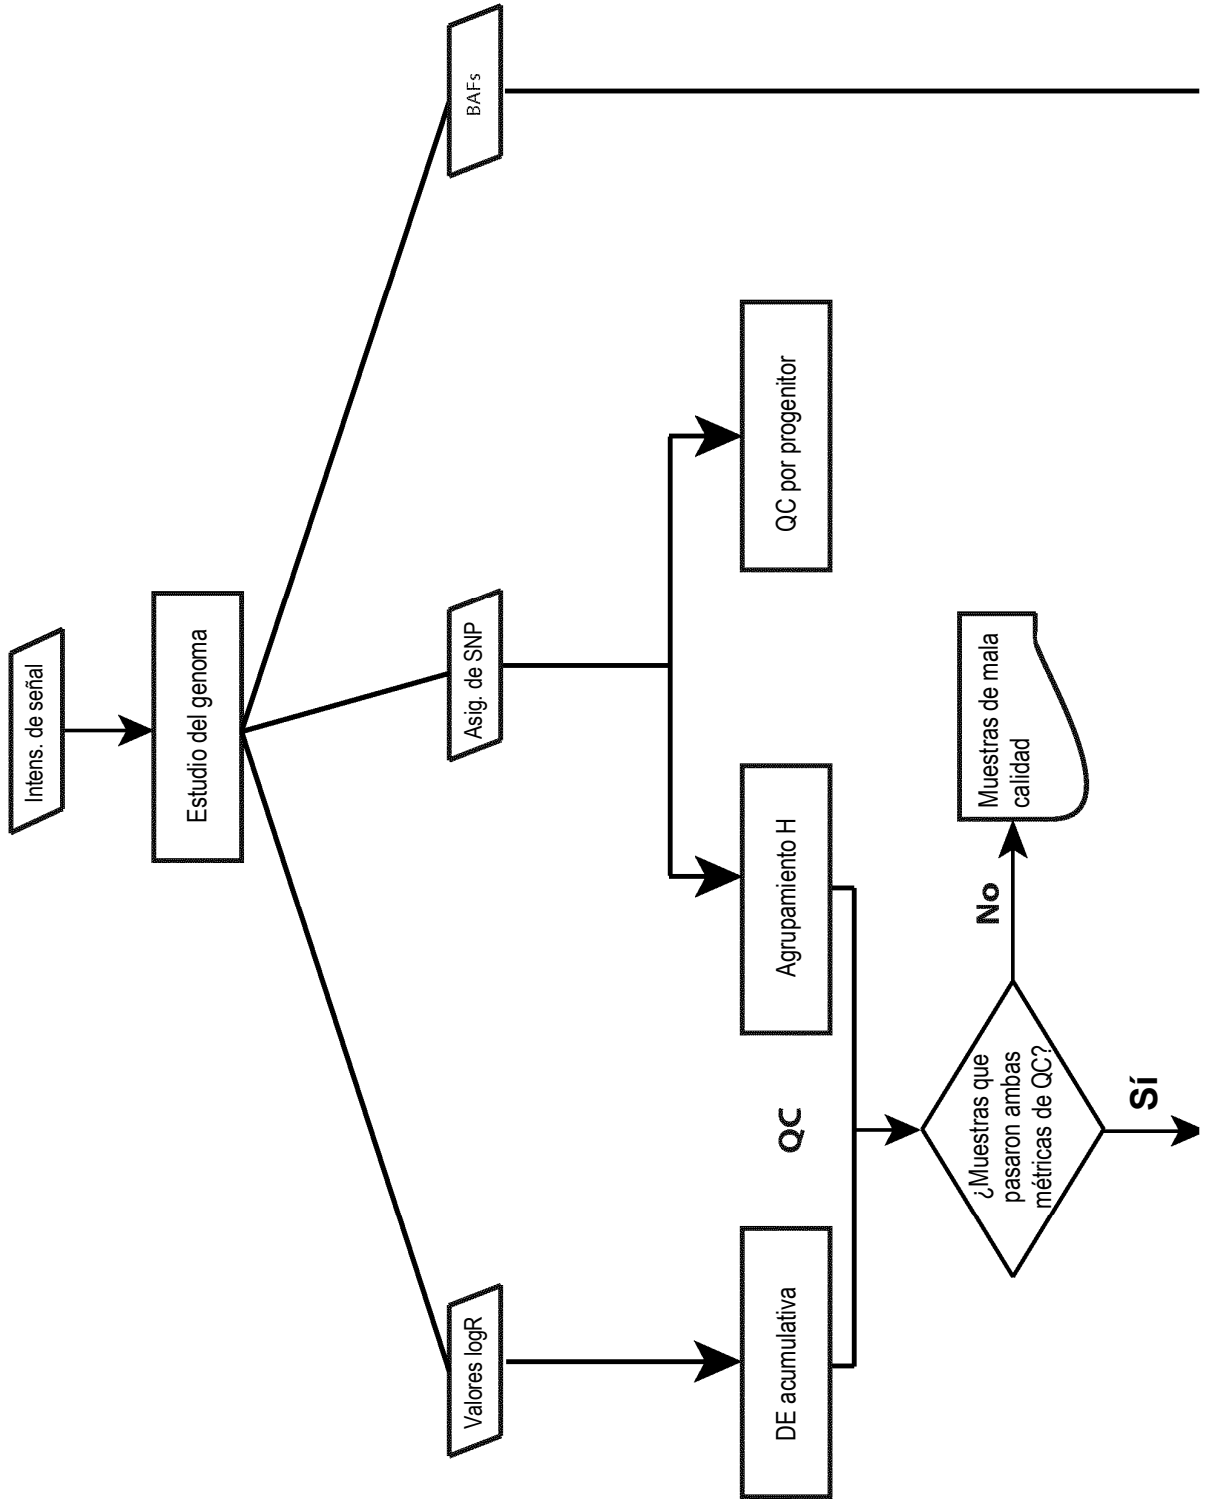 Intens. de señal
Estudio del genoma
Valores logR
Asig. de SNP
BAFs
DE acumulativa
QC
Agrupamiento H
QC por progenitor
¿Muestras que
pasaron ambas
métricas de QC?
No
Muestras de mala
calidad
Sí